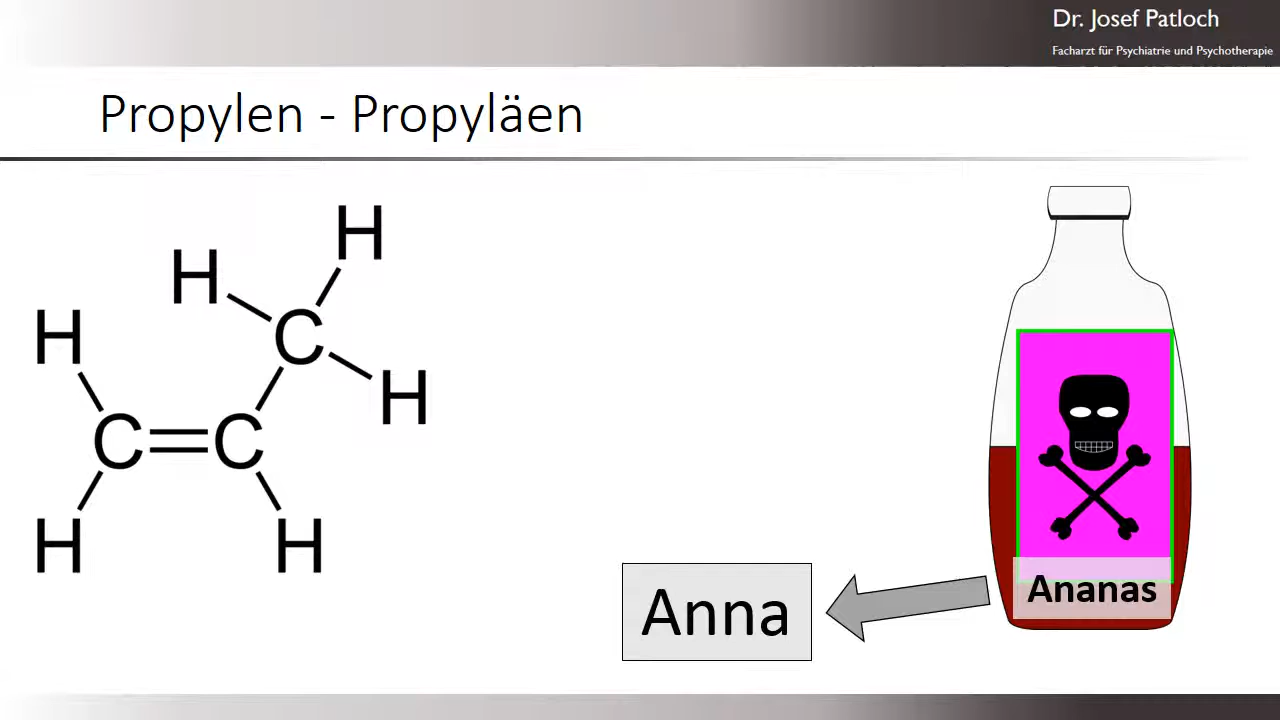 Dr. Josef Patloch
Facharzt für Psychiatrie und Psychotherapie
Propylen - Propyläen
H
H
H
C
H
H
C
C
H
H
Anna
Ananas